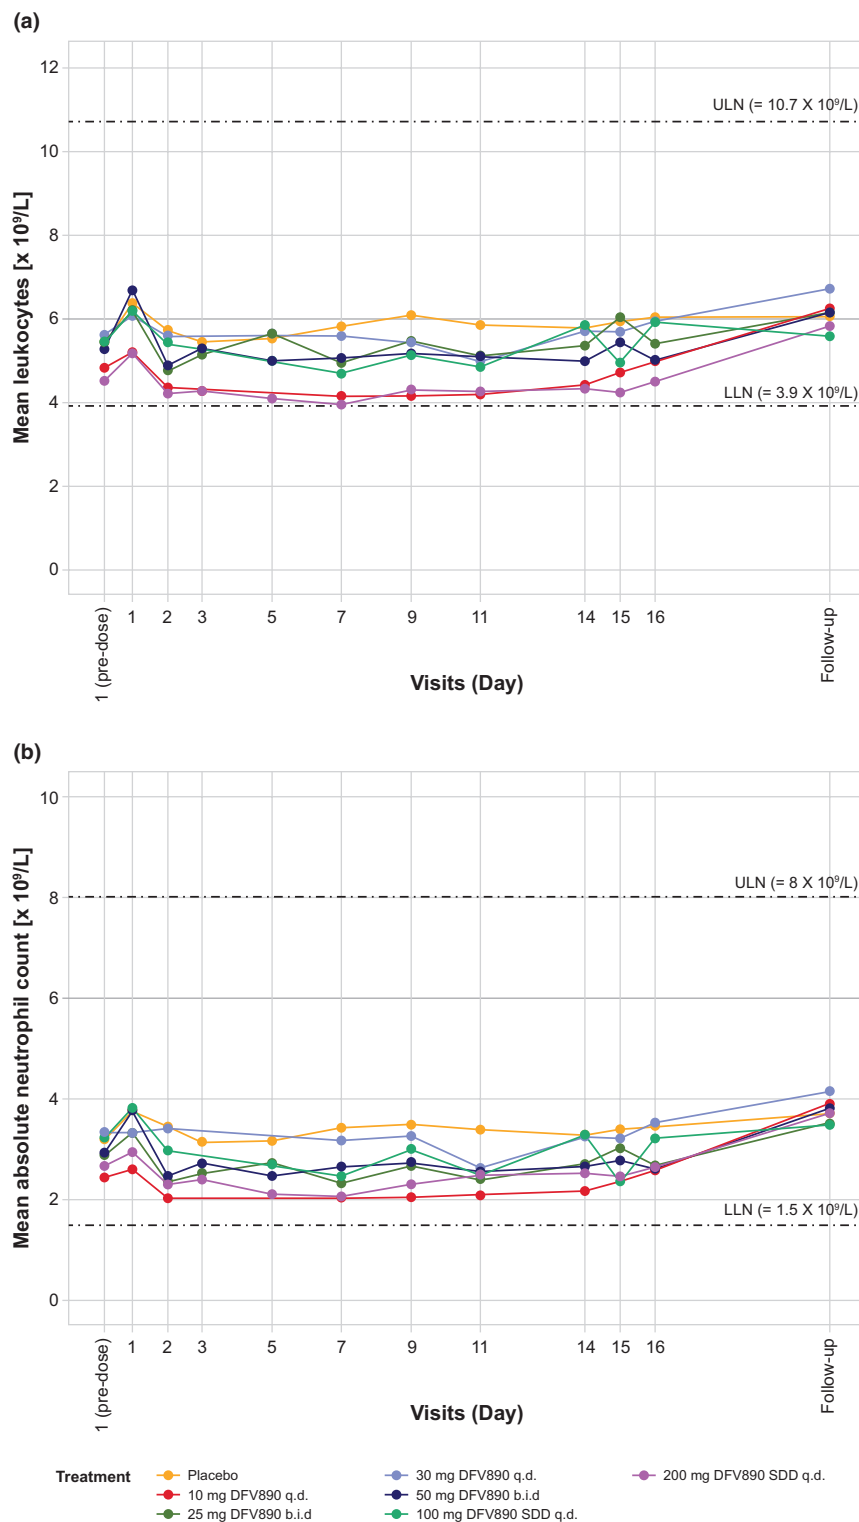 (a)
Mean leukocytes [x 10⁹/L]
12
10
8
6
4
2
0
ULN (= 10.7 X 10⁹/L)
LLN (= 3.9 X 10⁹/L)
1 (pre-dose) 1 2 3 5 7 9 11 14 15 16 Follow-up
Visits (Day)
(b)
Mean absolute neutrophil count [x 10⁹/L]
10
8
6
4
2
0
ULN (= 8 X 10⁹/L)
LLN (= 1.5 X 10⁹/L)
1 (pre-dose) 1 2 3 5 7 9 11 14 15 16 Follow-up
Visits (Day)
Treatment Placebo 30 mg DFV890 q.d. 200 mg DFV890 SDD q.d.
10 mg DFV890 q.d. 50 mg DFV890 b.i.d
25 mg DFV890 b.i.d 100 mg DFV890 SDD q.d.